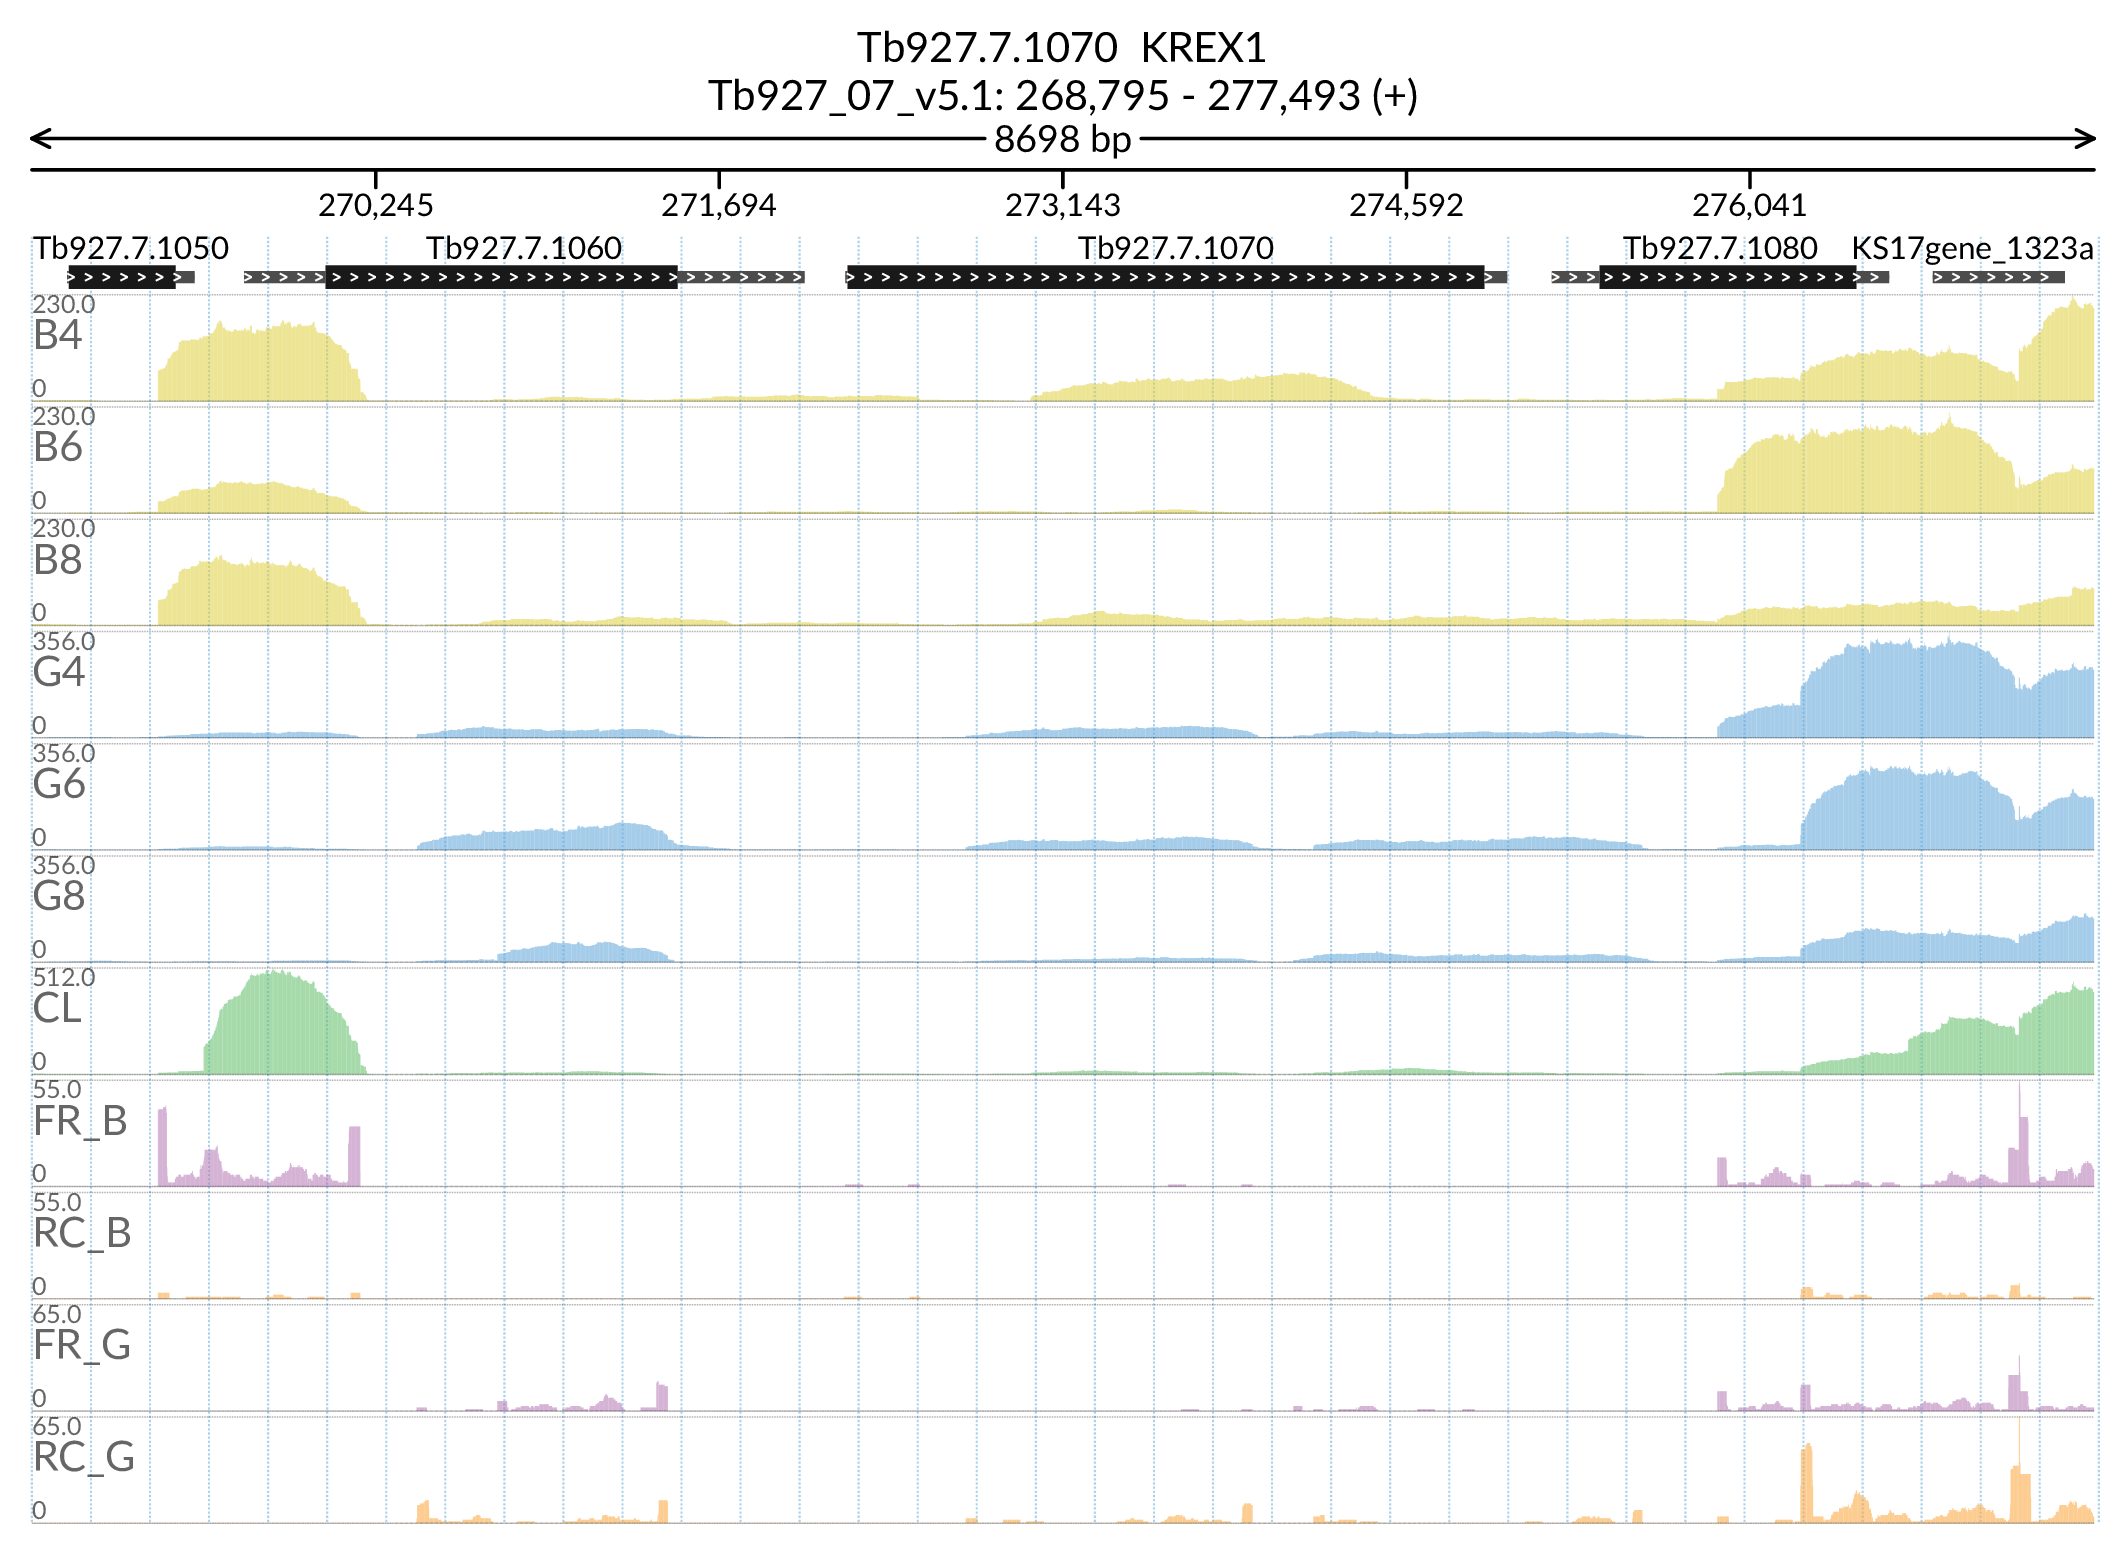 Tb927.7.1070 KREX1
Tb927_07_v5.1: 268,795 - 277,493 (+)
8698 bp
270,245 271,694 273,143 274,592 276,041
Tb927.7.1050 Tb927.7.1060 Tb927.7.1070 Tb927.7.1080 KS17gene_1323a
230.0
B4
0
230.0
B6
0
230.0
B8
0
356.0
G4
0
356.0
G6
0
356.0
G8
0
512.0
CL
0
55.0
FR_B
0
55.0
RC_B
0
65.0
FR_G
0
65.0
RC_G
0